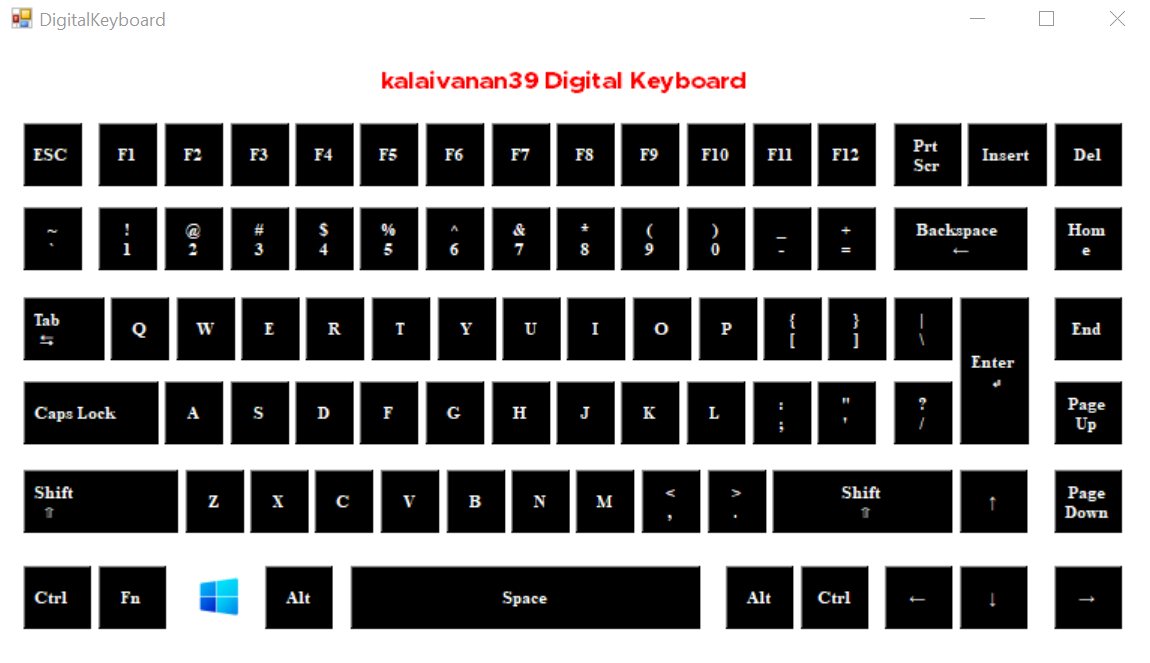 DigitalKeyboard
kalaivanan39 Digital Keyboard
ESC F1 F2 F3 F4 F5 F6 F7 F8 F9 F10 F11 F12 Prt Scr Insert Del
~ ! @ # $ % ^ & * ( ) _ + Backspace Hom
` 1 2 3 4 5 6 7 8 9 0 - = ← e
Tab Q W E R T Y U I O P { } | Enter End
⇆ [ ] \ ↲
Caps Lock A S D F G H J K L : " ? Page
; ' / Up
Shift Z X C V B N M < > Shift ↑ Page
⇧ , . ⇧ Down
Ctrl Fn Alt Space Alt Ctrl ← ↓ →